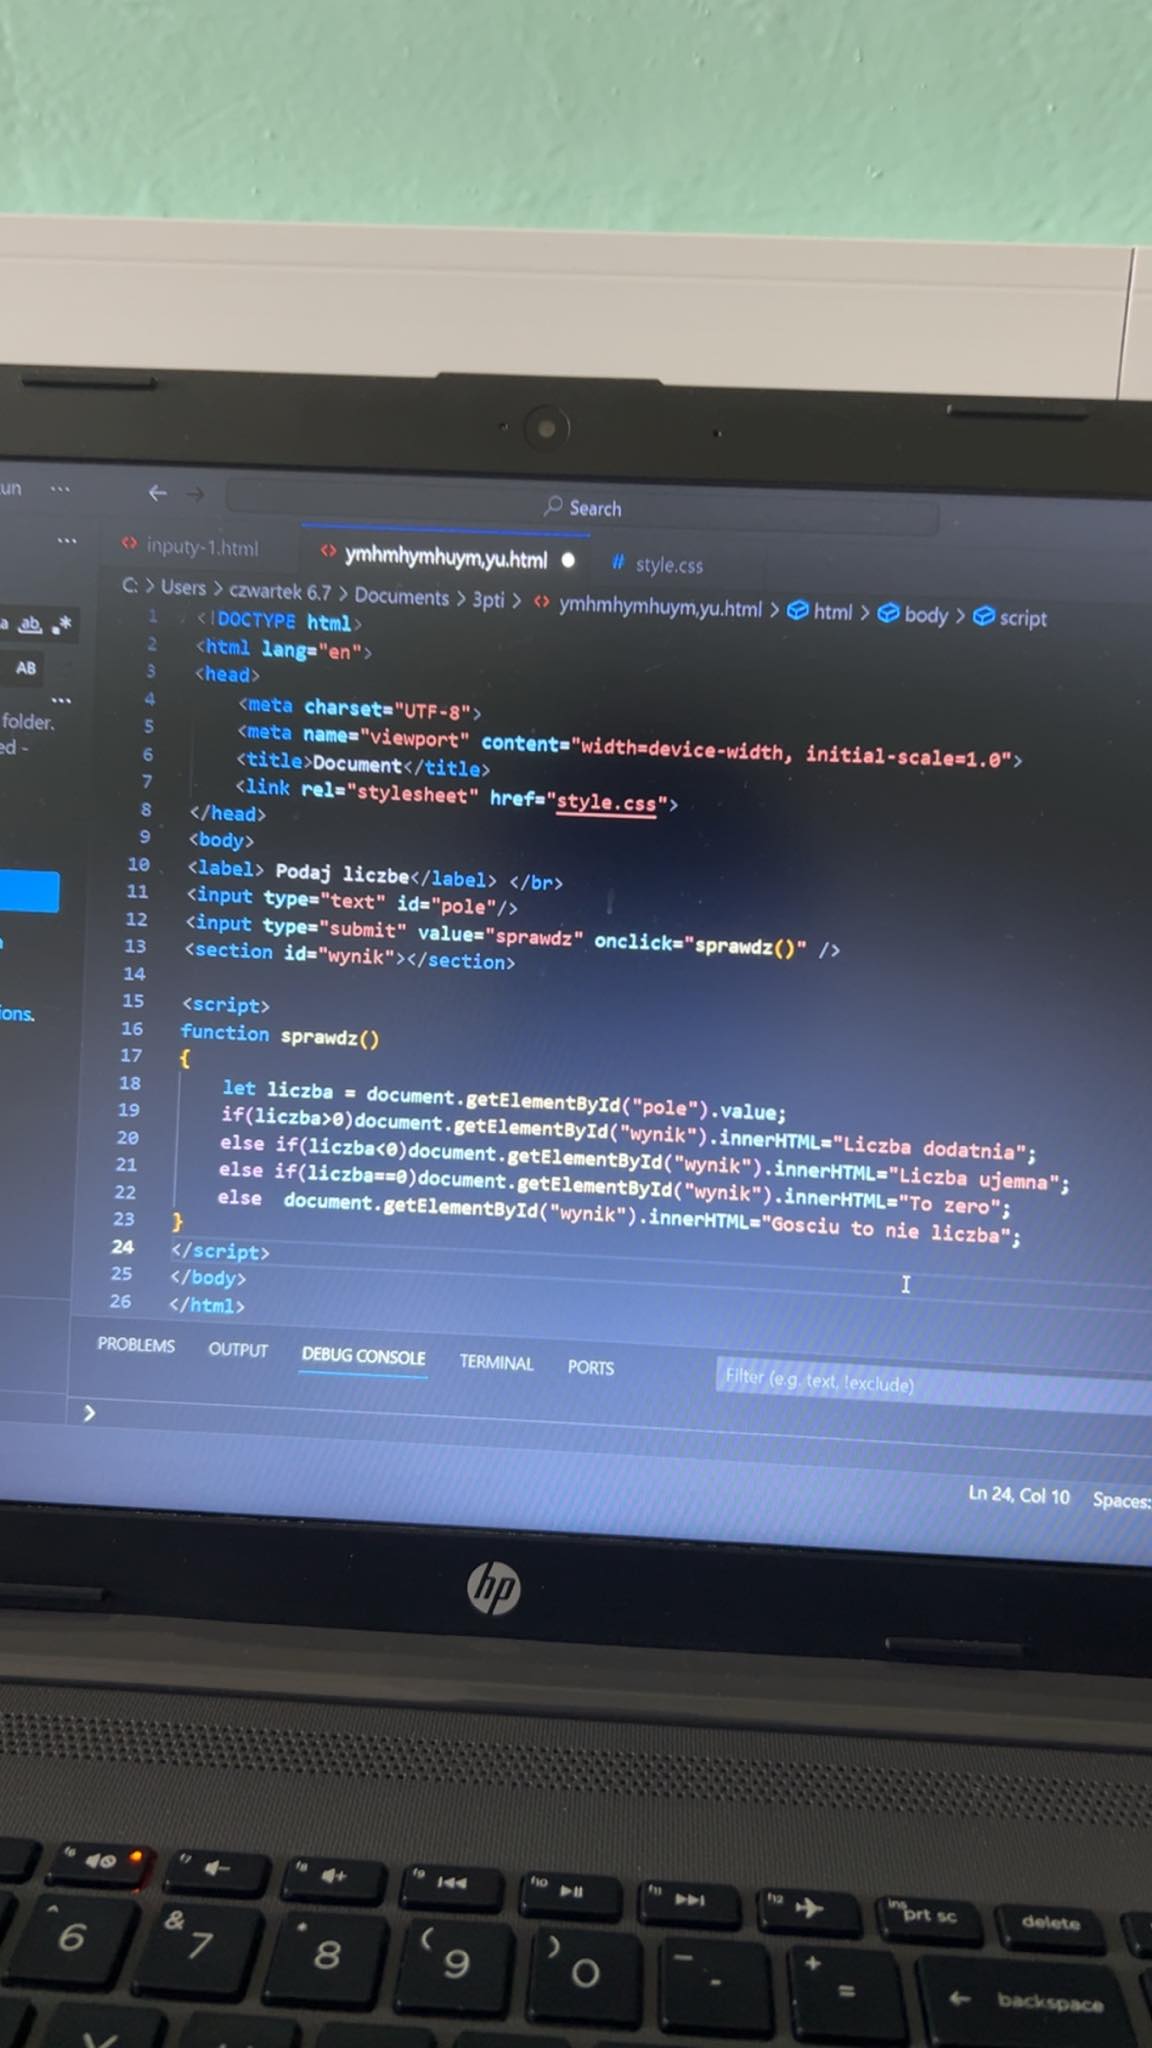 un ...
Search
...
inputy-1.html
ymhmhymhuym,yu.html
# style.css
C: > Users > czwartek 6.7 > Documents > 3pti > ymhmhymhuym,yu.html > html > body > script
ab
AB
...
folder.
ed -
ions.
1 <!DOCTYPE html>
2 <html lang="en">
3 <head>
4 <meta charset="UTF-8">
5 <meta name="viewport" content="width=device-width, initial-scale=1.0">
6 <title>Document</title>
7 <link rel="stylesheet" href="style.css">
8 </head>
9 <body>
10 <label> Podaj liczbe</label> </br>
11 <input type="text" id="pole"/>
12 <input type="submit" value="sprawdz" onclick="sprawdz()" />
13 <section id="wynik"></section>
14
15 <script>
16 function sprawdz()
17 {
18 let liczba = document.getElementById("pole").value;
19 if(liczba>0)document.getElementById("wynik").innerHTML="Liczba dodatnia";
20 else if(liczba<0)document.getElementById("wynik").innerHTML="Liczba ujemna";
21 else if(liczba==0)document.getElementById("wynik").innerHTML="To zero";
22 else document.getElementById("wynik").innerHTML="Gosciu to nie liczba";
23 }
24 </script>
25 </body>
26 </html>
PROBLEMS OUTPUT DEBUG CONSOLE TERMINAL PORTS
Filter (e.g. text, !exclude)
>
Ln 24, Col 10 Spaces:
hp
f6 f7 f8 f9 f10 f11 f12 ins prt sc delete
^ 6 & 7 * 8 ( 9 ) 0 _ - + = backspace